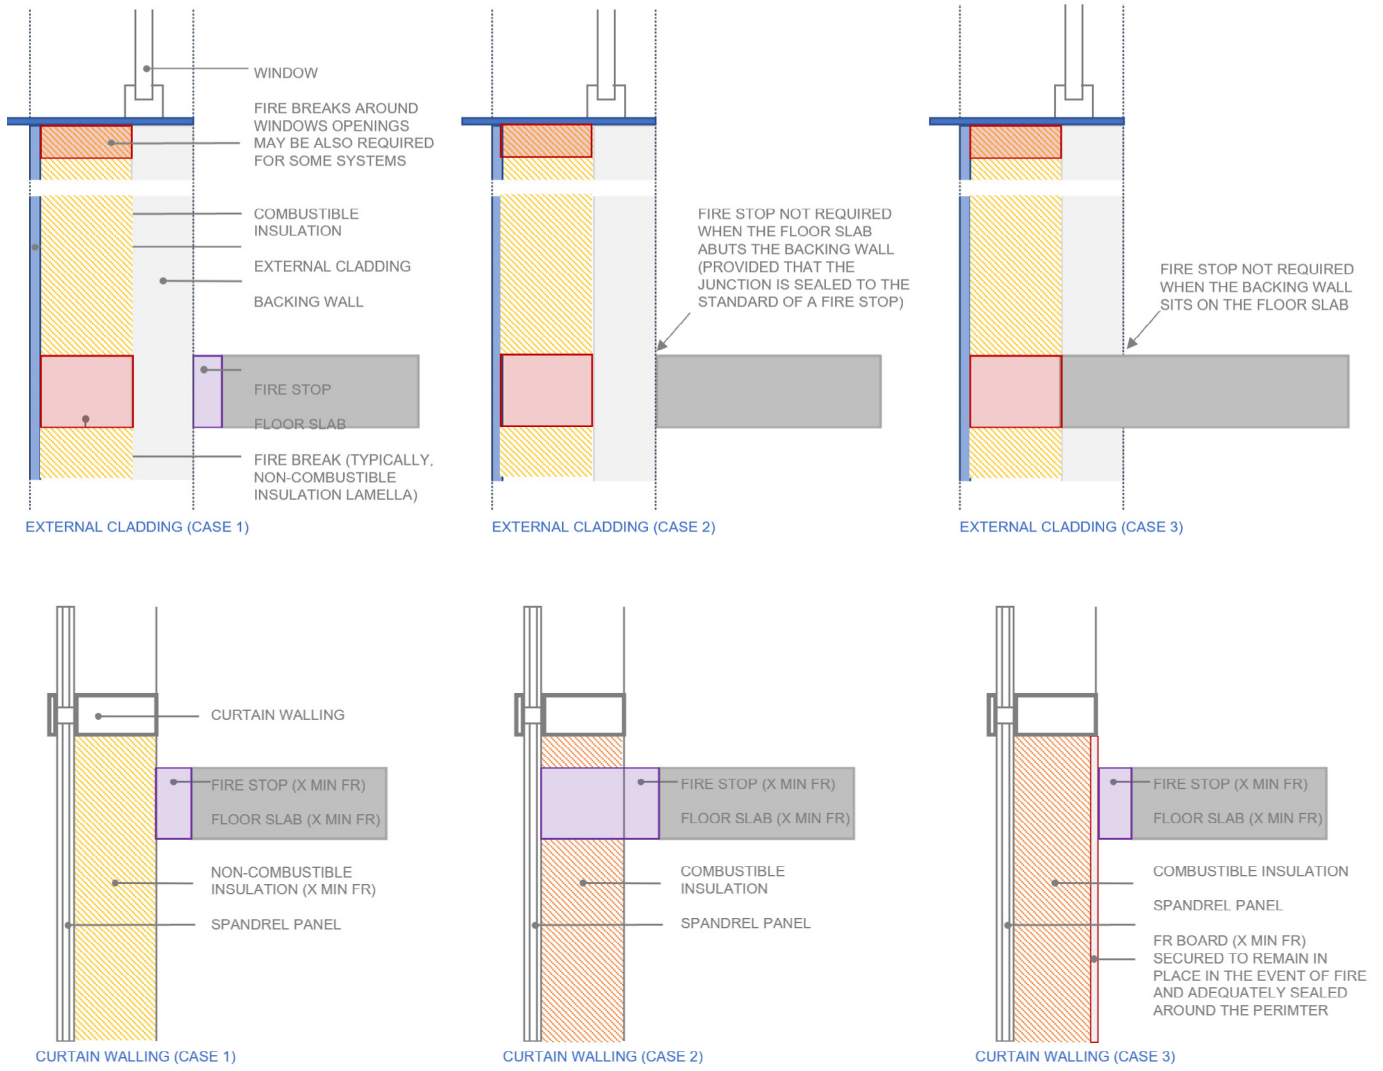 WINDOW
FIRE BREAKS AROUND
WINDOWS OPENINGS
MAY BE ALSO REQUIRED
FOR SOME SYSTEMS
COMBUSTIBLE
INSULATION
EXTERNAL CLADDING
BACKING WALL
FIRE STOP
FLOOR SLAB
FIRE BREAK (TYPICALLY,
NON-COMBUSTIBLE
INSULATION LAMELLA)
EXTERNAL CLADDING (CASE 1)
FIRE STOP NOT REQUIRED
WHEN THE FLOOR SLAB
ABUTS THE BACKING WALL
(PROVIDED THAT THE
JUNCTION IS SEALED TO THE
STANDARD OF A FIRE STOP)
EXTERNAL CLADDING (CASE 2)
FIRE STOP NOT REQUIRED
WHEN THE BACKING WALL
SITS ON THE FLOOR SLAB
EXTERNAL CLADDING (CASE 3)
CURTAIN WALLING
FIRE STOP (X MIN FR)
FLOOR SLAB (X MIN FR)
NON-COMBUSTIBLE
INSULATION (X MIN FR)
SPANDREL PANEL
CURTAIN WALLING (CASE 1)
FIRE STOP (X MIN FR)
FLOOR SLAB (X MIN FR)
COMBUSTIBLE
INSULATION
SPANDREL PANEL
CURTAIN WALLING (CASE 2)
FIRE STOP (X MIN FR)
FLOOR SLAB (X MIN FR)
COMBUSTIBLE INSULATION
SPANDREL PANEL
FR BOARD (X MIN FR)
SECURED TO REMAIN IN
PLACE IN THE EVENT OF FIRE
AND ADEQUATELY SEALED
AROUND THE PERIMTER
CURTAIN WALLING (CASE 3)